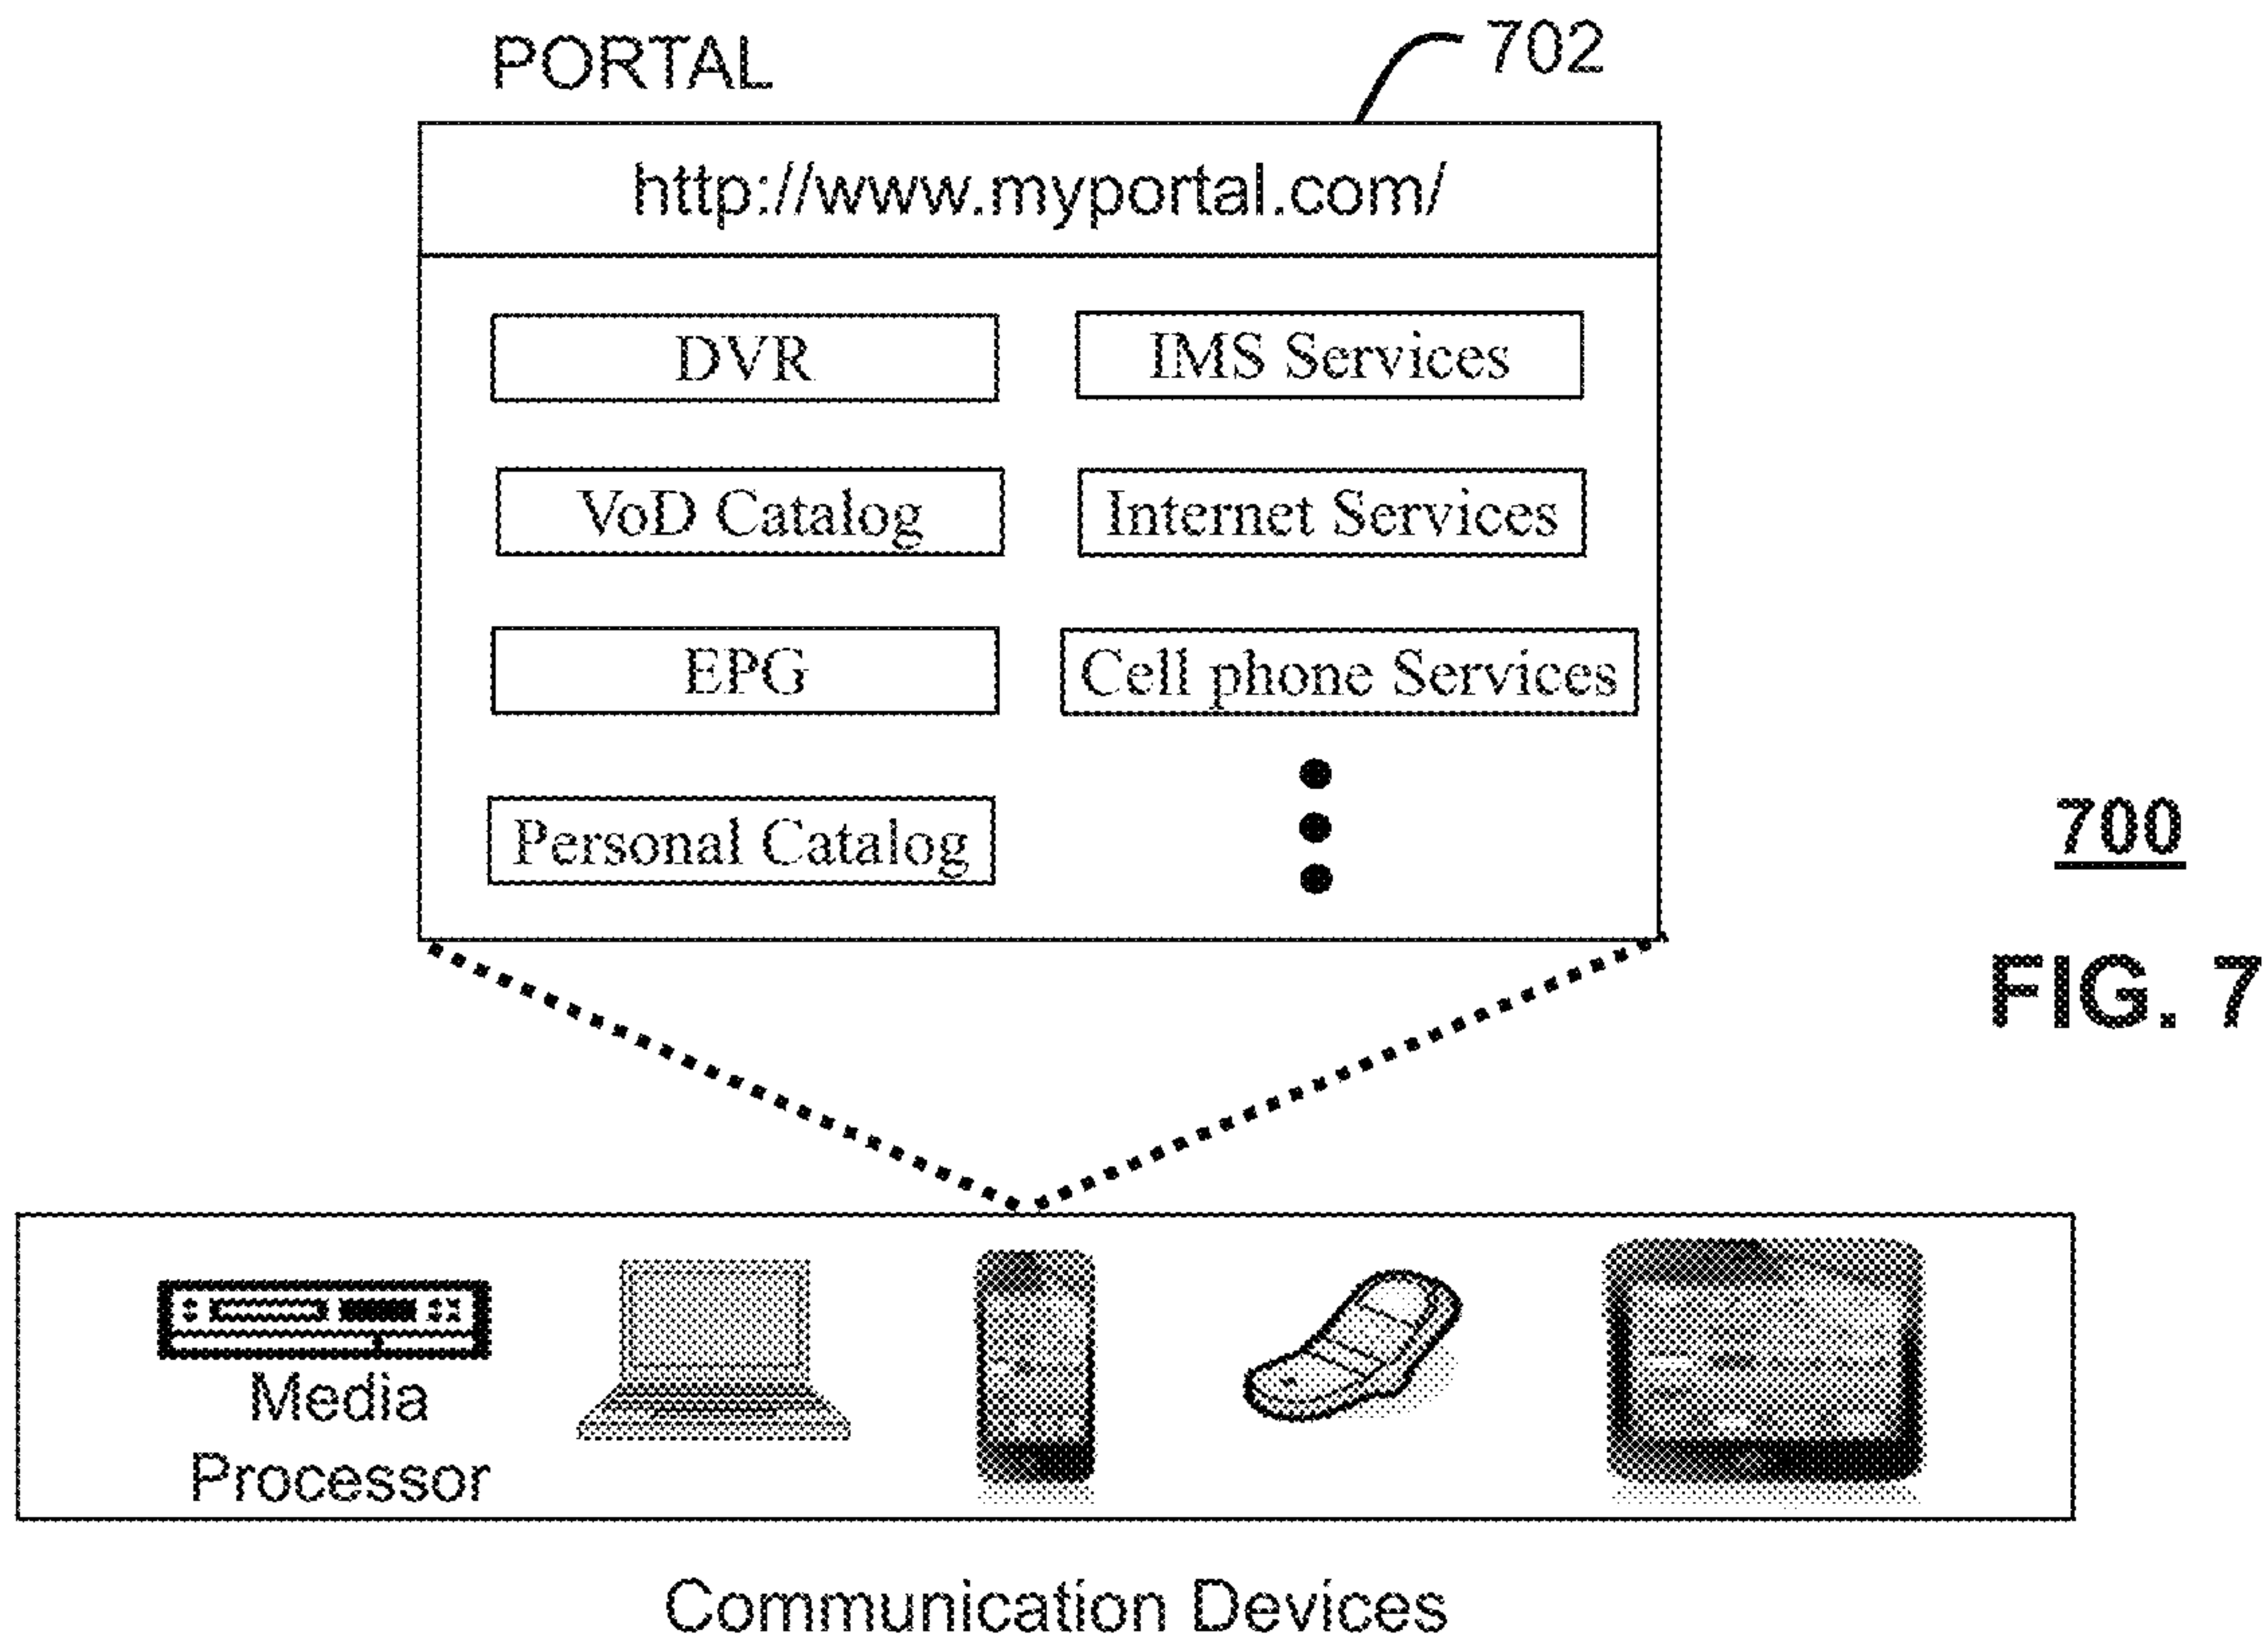 PORTAL
702
http://www.myportal.com/
DVR
IMS Services
VoD Catalog
Internet Services
EPG
Cell phone Services
Personal Catalog
700
FIG. 7
Media
Processor
Communication Devices